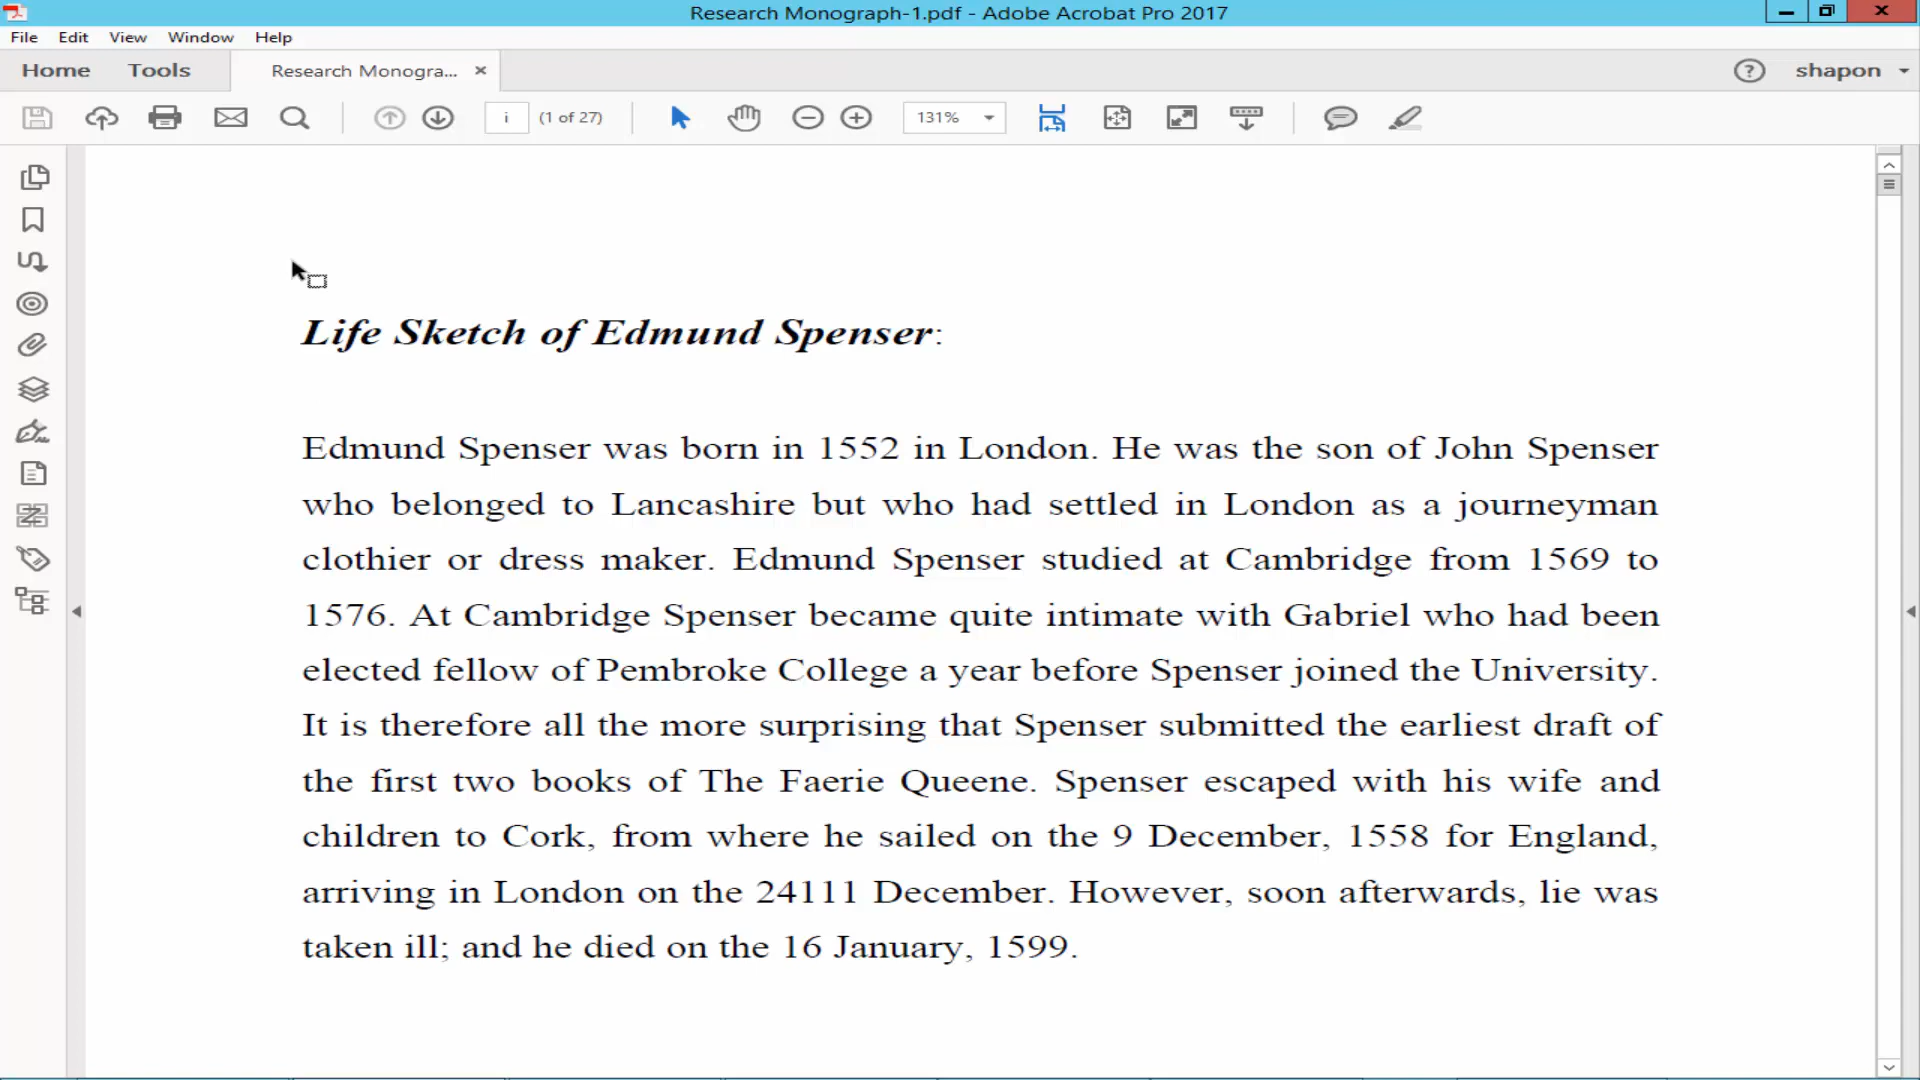 Research Monograph-1.pdf - Adobe Acrobat Pro 2017
File Edit View Window Help
Home Tools Research Monogra... shapon
i (1 of 27) 131%
Life Sketch of Edmund Spenser:
Edmund Spenser was born in 1552 in London. He was the son of John Spenser
who belonged to Lancashire but who had settled in London as a journeyman
clothier or dress maker. Edmund Spenser studied at Cambridge from 1569 to
1576. At Cambridge Spenser became quite intimate with Gabriel who had been
elected fellow of Pembroke College a year before Spenser joined the University.
It is therefore all the more surprising that Spenser submitted the earliest draft of
the first two books of The Faerie Queene. Spenser escaped with his wife and
children to Cork, from where he sailed on the 9 December, 1558 for England,
arriving in London on the 24111 December. However, soon afterwards, lie was
taken ill; and he died on the 16 January, 1599.